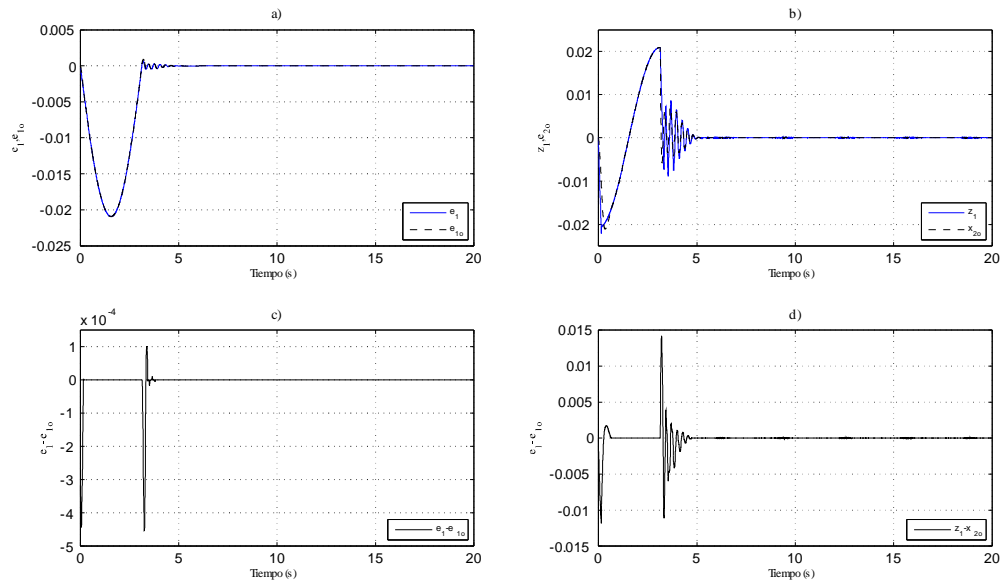 a)
0.005
0
-0.005
-0.01
-0.015
-0.02
-0.025
e1,e1o
e1
e1o
0 5 10 15 20
Tiempo (s)
b)
0.02
0.01
0
-0.01
-0.02
z1,e2o
z1
x2o
0 5 10 15 20
Tiempo (s)
c)
x 10-4
1
0
-1
-2
-3
-4
-5
e1-e1o
e1-e1o
0 5 10 15 20
Tiempo (s)
d)
0.015
0.01
0.005
0
-0.005
-0.01
-0.015
e1-e1o
z1-x2o
0 5 10 15 20
Tiempo (s)